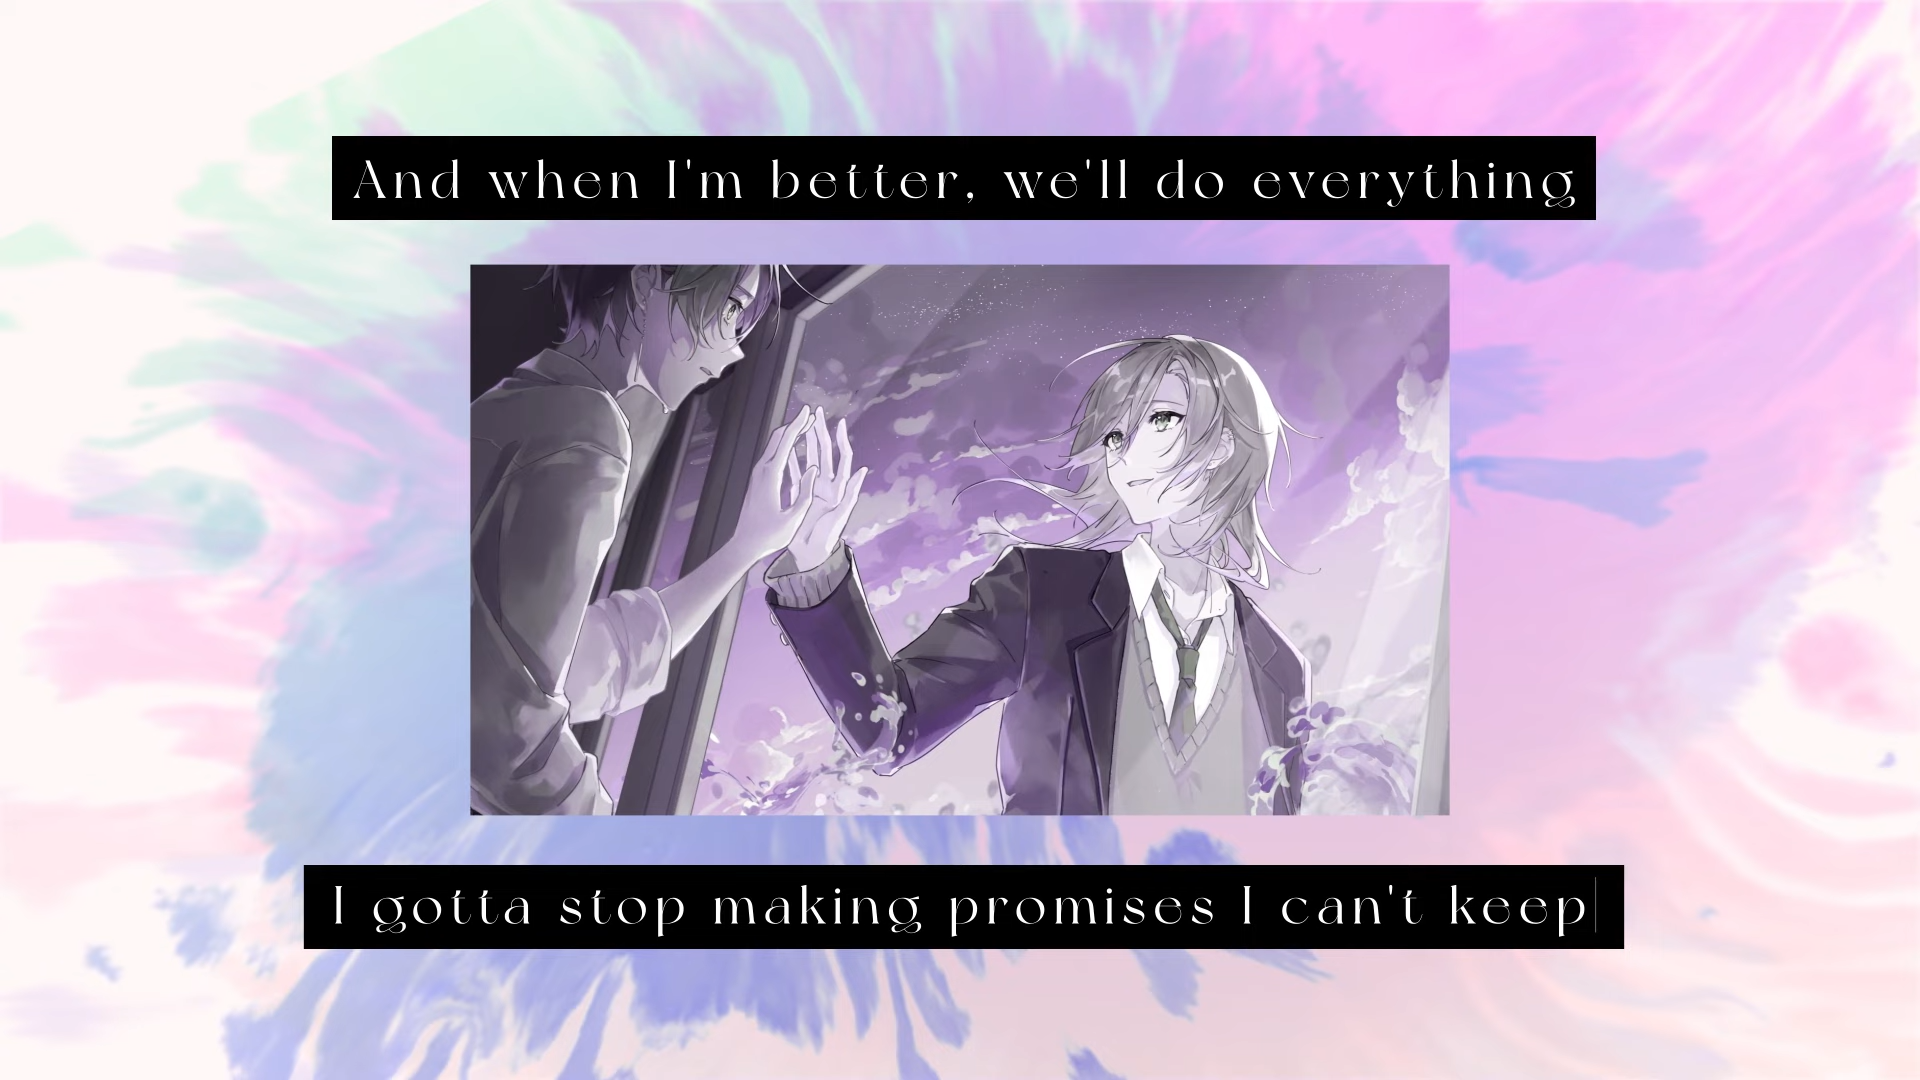 And when I'm better, we'll do everything
I gotta stop making promises I can't keep